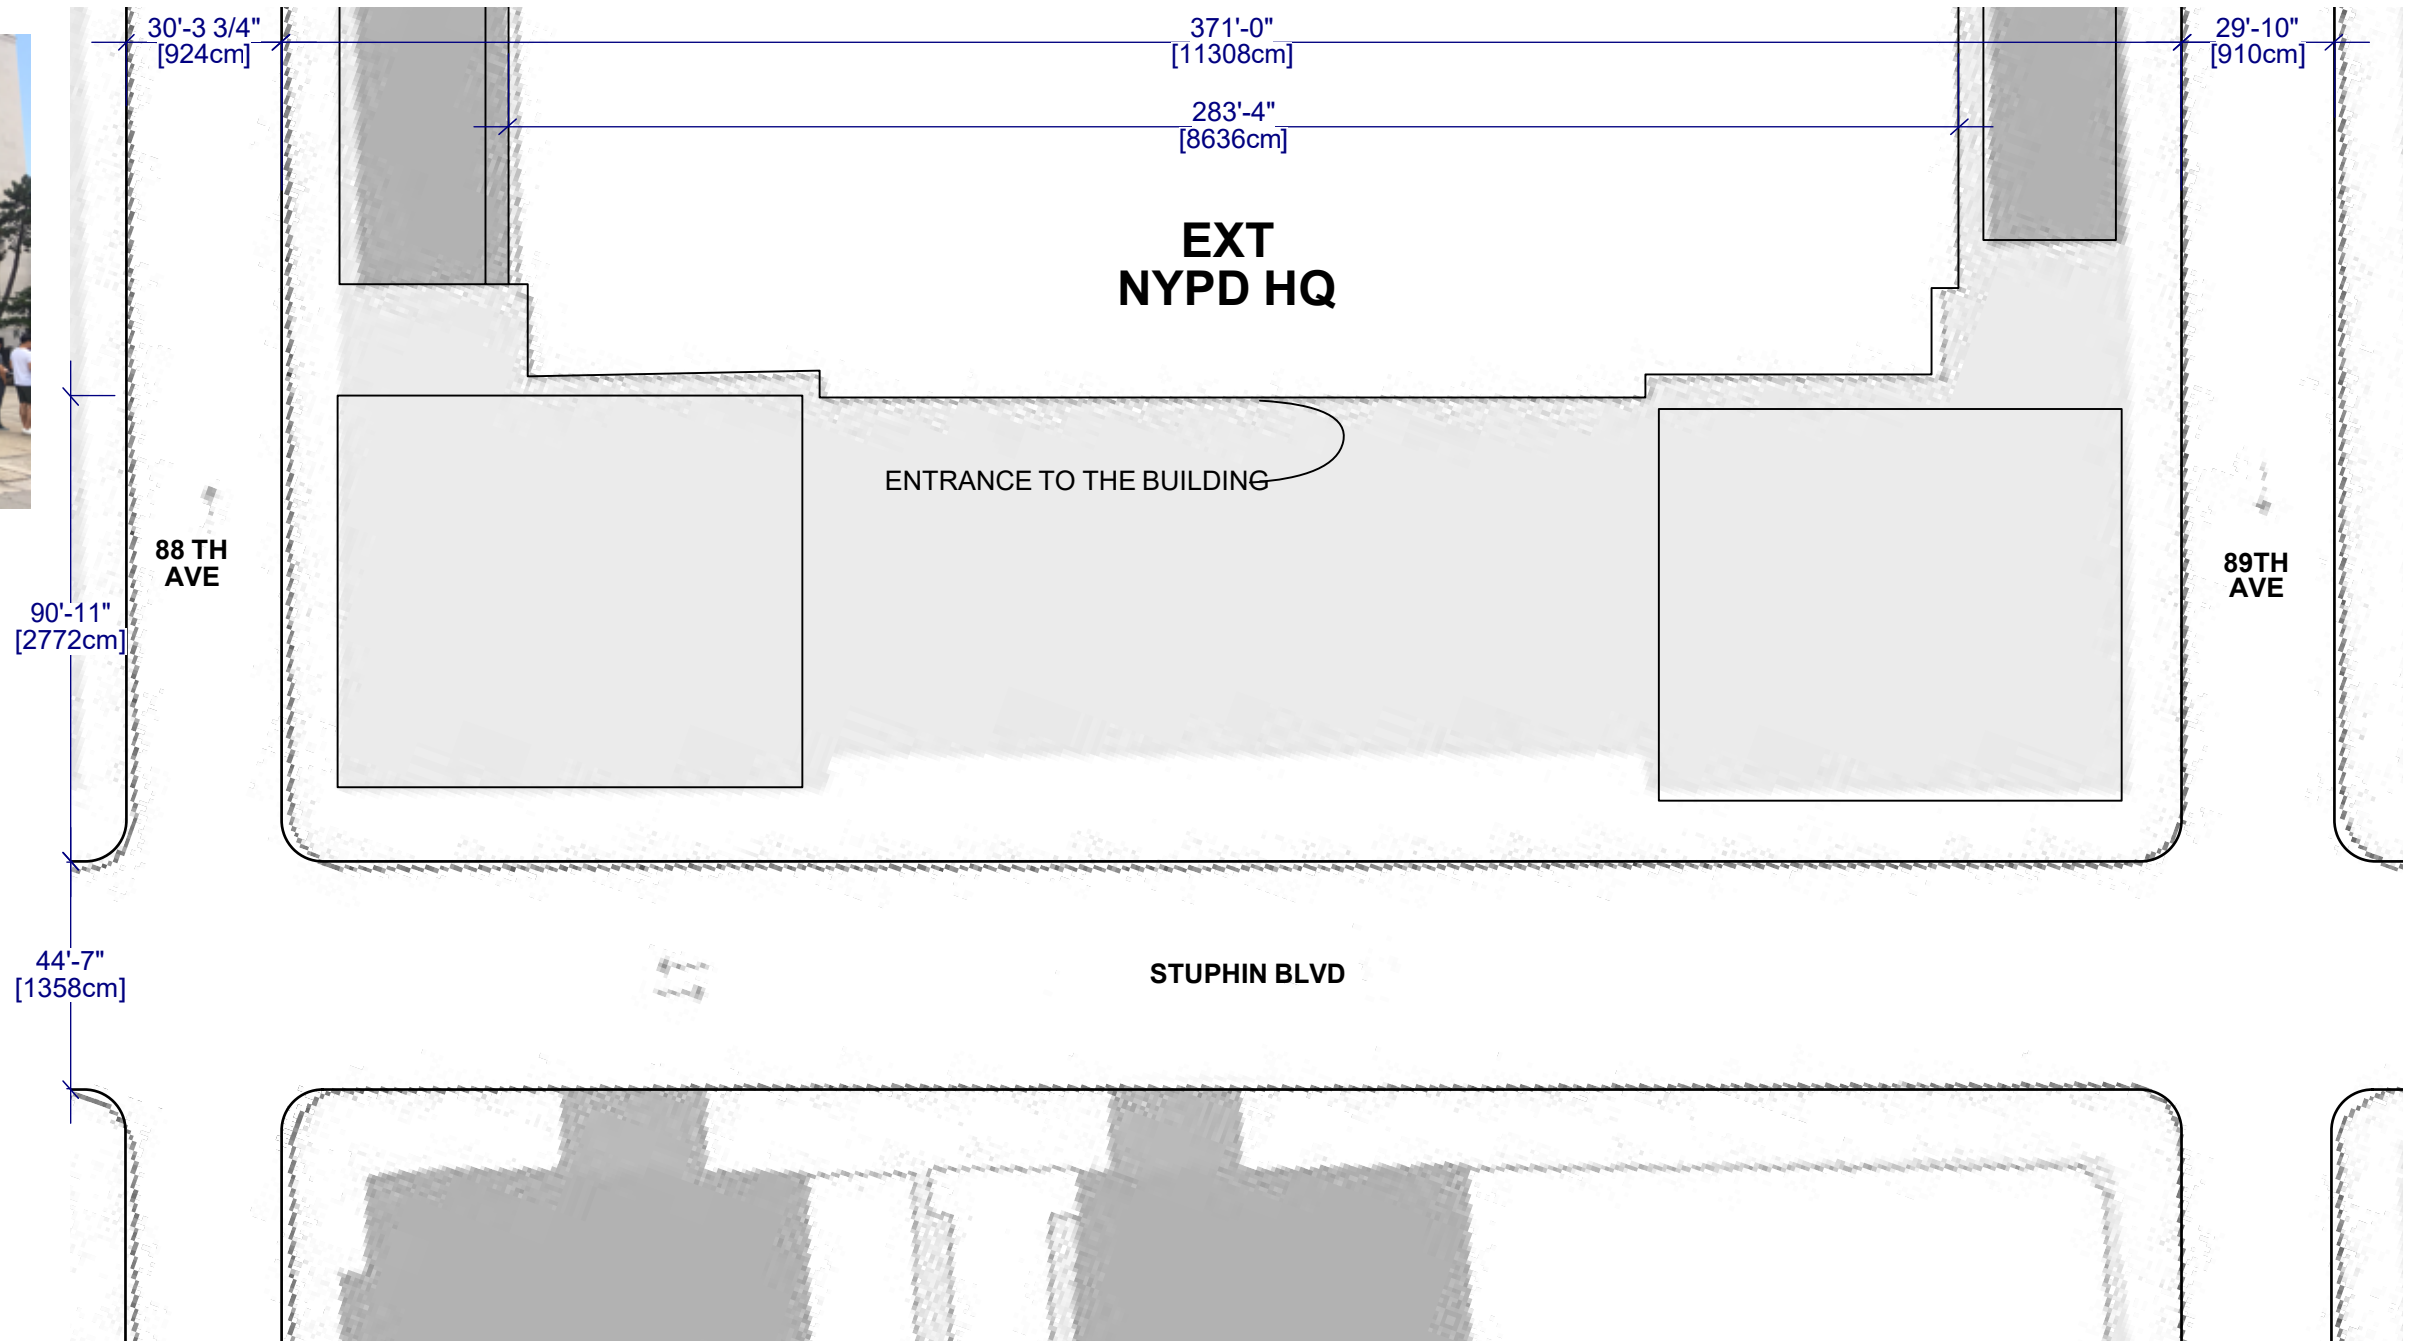 30'-3 3/4"
[924cm]
371'-0"
[11308cm]
29'-10"
[910cm]
283'-4"
[8636cm]
EXT
NYPD HQ
ENTRANCE TO THE BUILDING
88 TH
AVE
89TH
AVE
90'-11"
[2772cm]
44'-7"
[1358cm]
STUPHIN BLVD